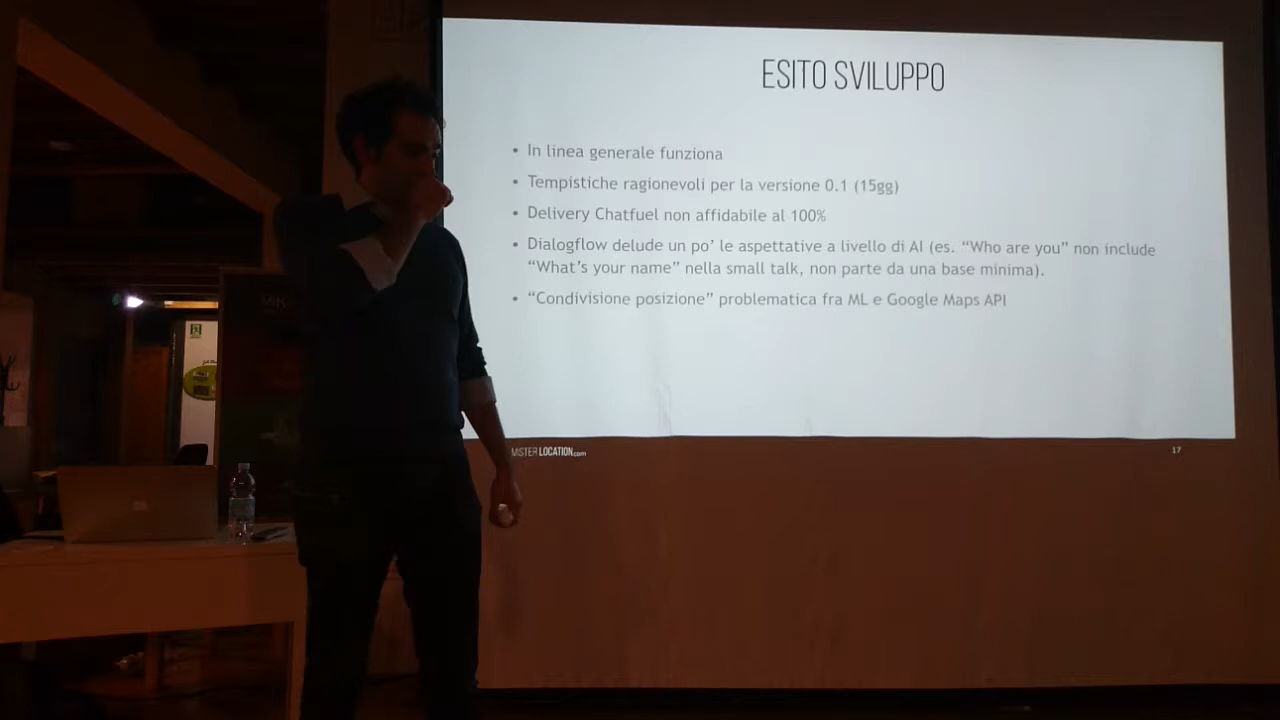 ESITO SVILUPPO
• In linea generale funziona
• Tempistiche ragionevoli per la versione 0.1 (15gg)
• Delivery Chatfuel non affidabile al 100%
• Dialogflow delude un po’ le aspettative a livello di AI (es. “Who are you” non include
“What’s your name” nella small talk, non parte da una base minima).
• “Condivisione posizione” problematica fra ML e Google Maps API
LOCATION.com
17